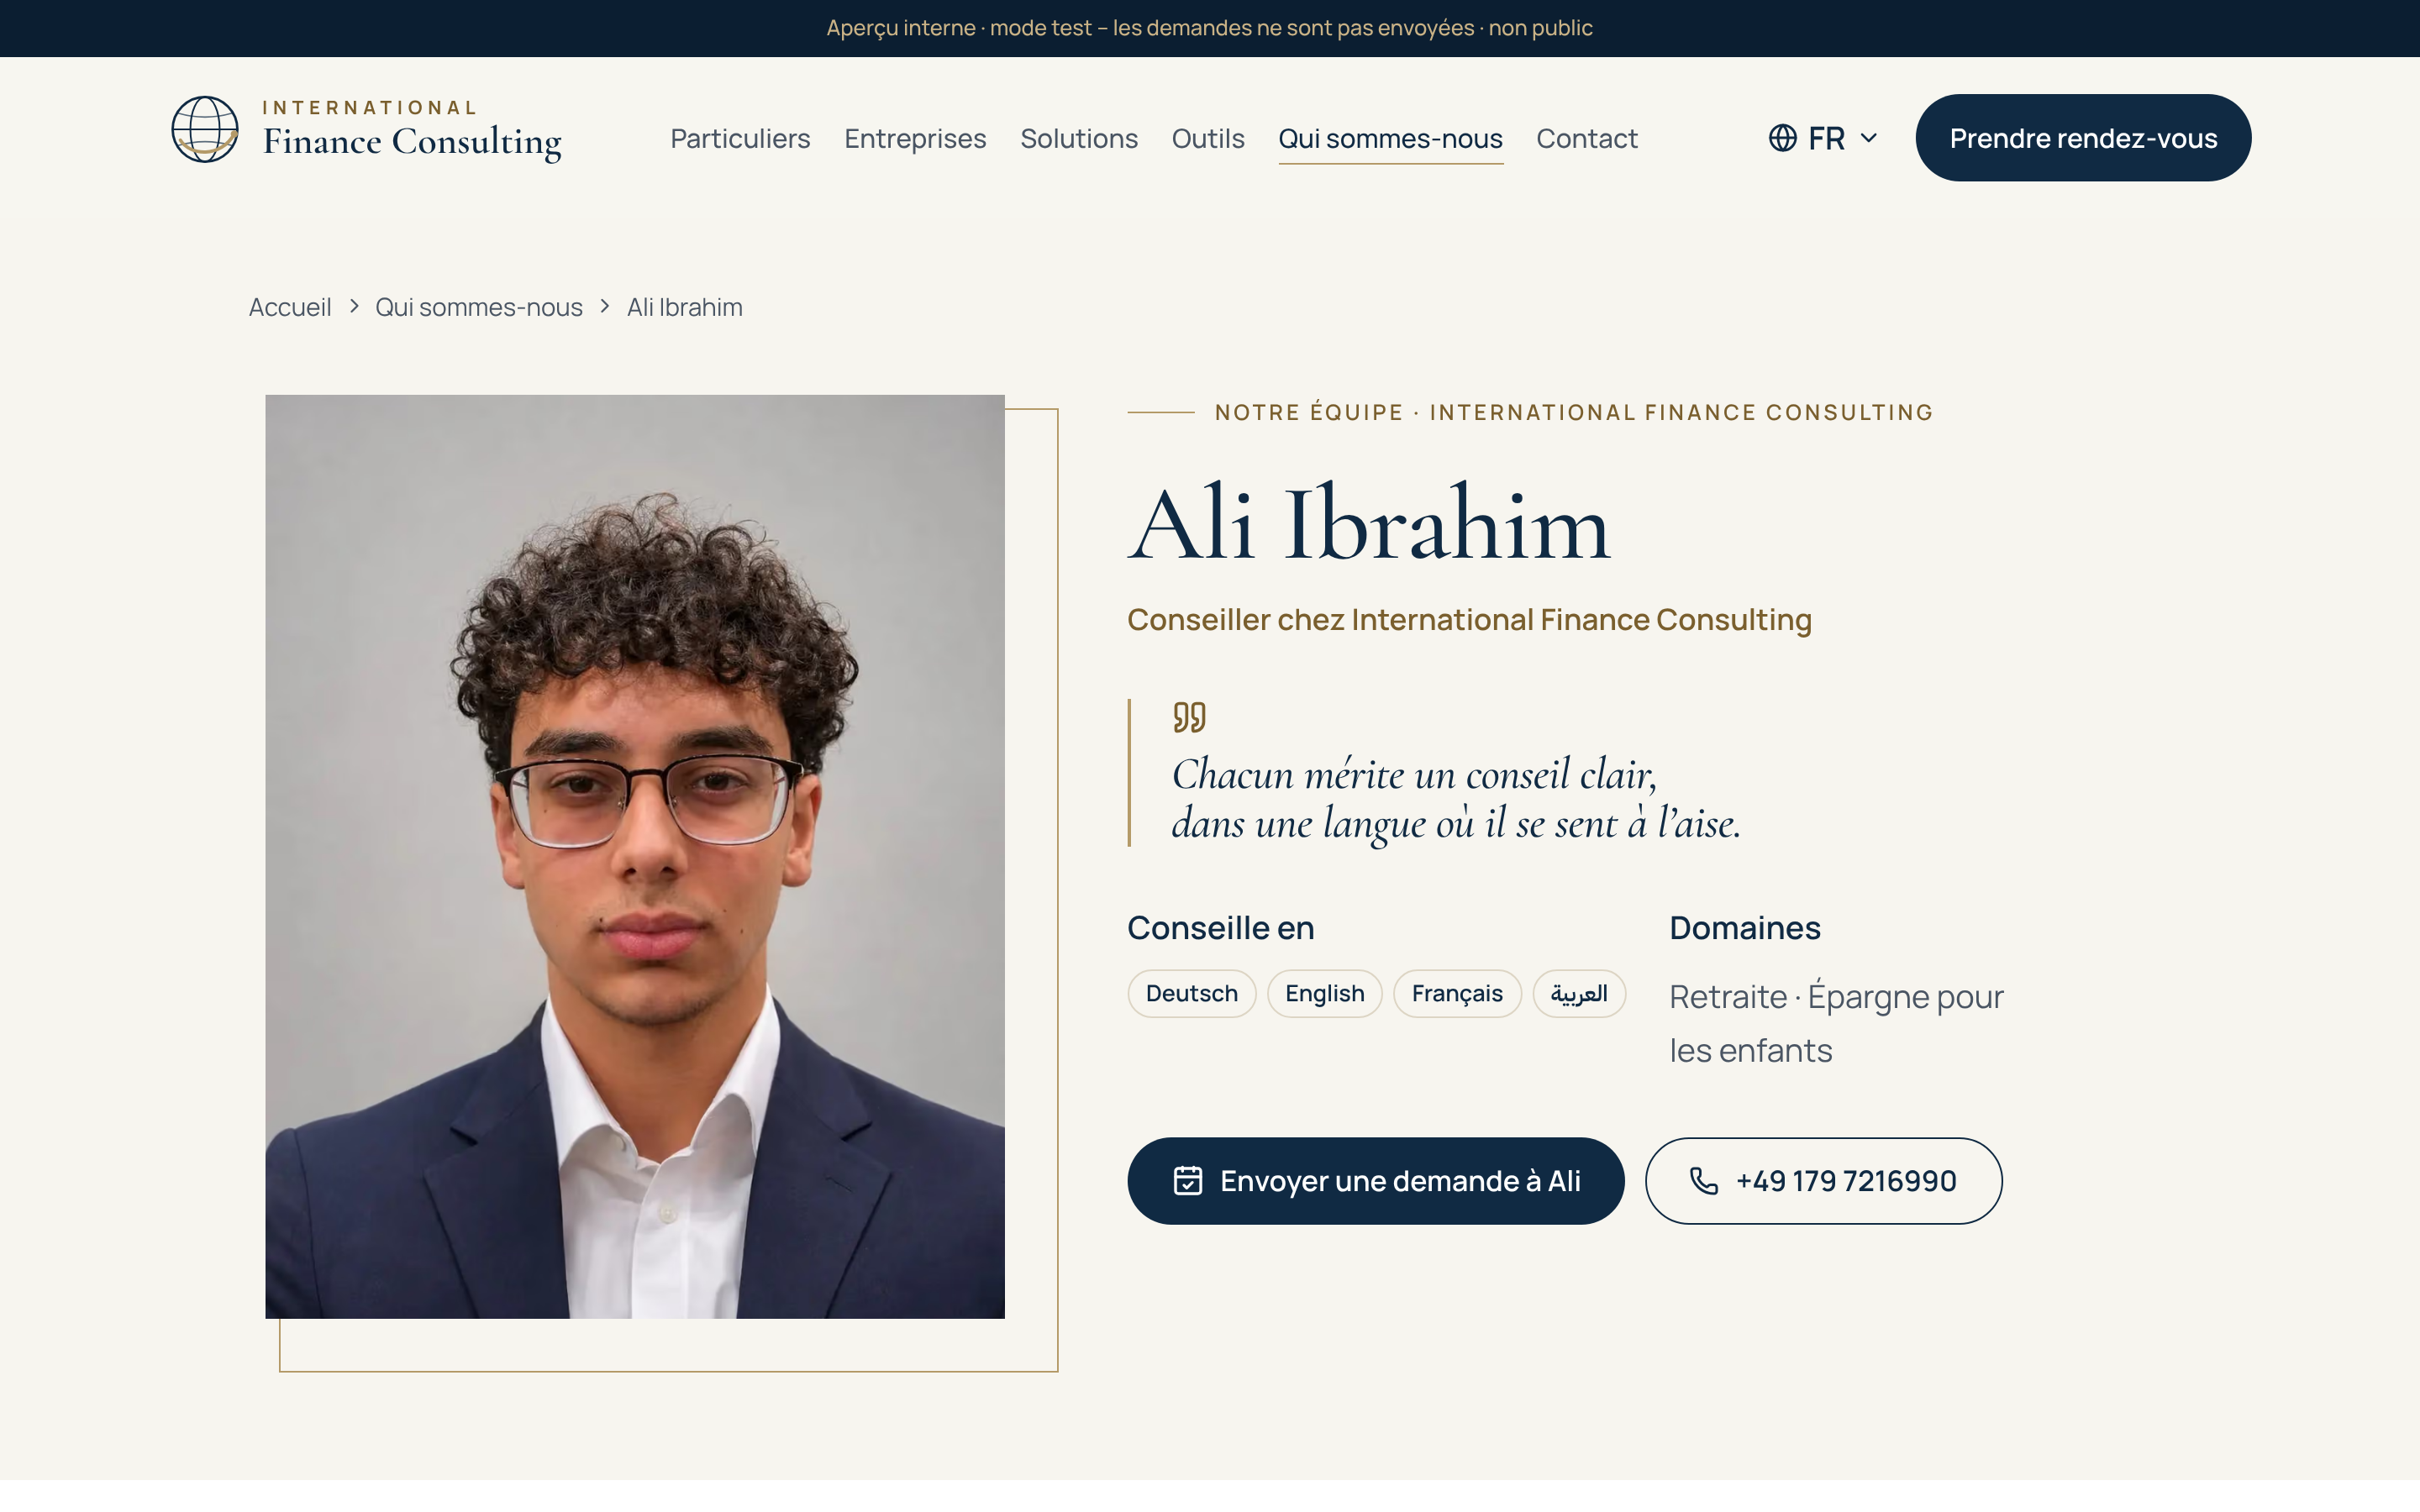 Aperçu interne · mode test – les demandes ne sont pas envoyées · non public
INTERNATIONAL
Finance Consulting
Particuliers
Entreprises
Solutions
Outils
Qui sommes-nous
Contact
FR
Prendre rendez-vous
Accueil > Qui sommes-nous > Ali Ibrahim
NOTRE ÉQUIPE · INTERNATIONAL FINANCE CONSULTING
Ali Ibrahim
Conseiller chez International Finance Consulting
Chacun mérite un conseil clair,
dans une langue où il se sent à l’aise.
Conseille en
Deutsch
English
Français
العربية
Domaines
Retraite · Épargne pour
les enfants
Envoyer une demande à Ali
+49 179 7216990